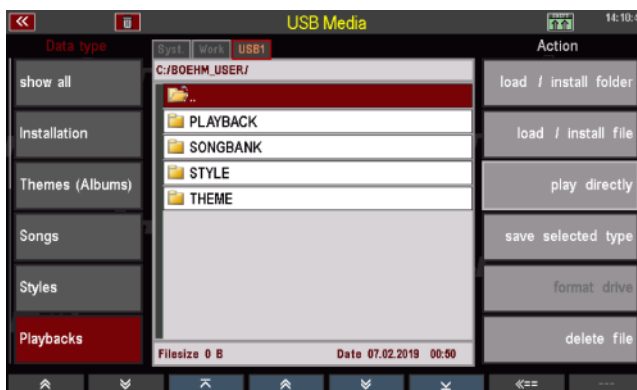 USB Media
14:10:
Data type
Syst. Work USB1
Action
C:/BOEHM_USER/
show all
..
load / install folder
PLAYBACK
Installation
SONGBANK
load / install file
STYLE
Themes (Albums)
THEME
play directly
Songs
save selected type
Styles
format drive
Playbacks
delete file
Filesize 0 B Date 07.02.2019 00:50
«== ---